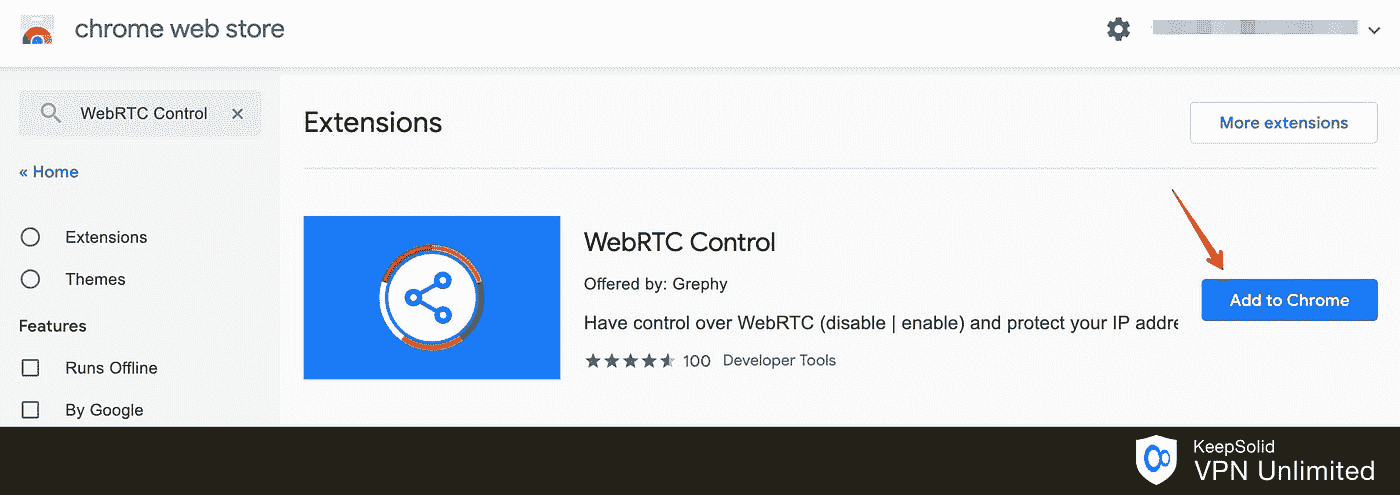 chrome web store
WebRTC Control
« Home
Extensions
Themes
Features
Runs Offline
By Google
Extensions
More extensions
WebRTC Control
Offered by: Grephy
Have control over WebRTC (disable | enable) and protect your IP addre
100 Developer Tools
Add to Chrome
KeepSolid
VPN Unlimited